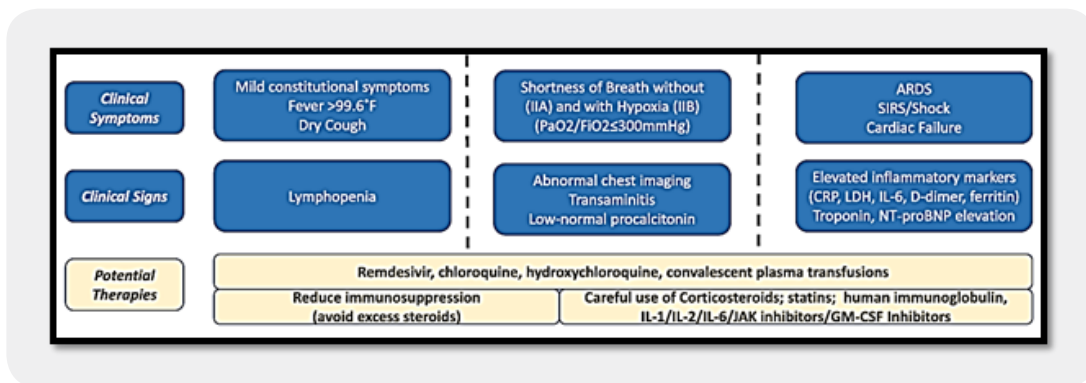 Clinical
Symptoms
Mild constitutional symptoms
Fever >99.6°F
Dry Cough
Shortness of Breath without
(IIA) and with Hypoxia (IIB)
(PaO2/FiO2≤300mmHg)
ARDS
SIRS/Shock
Cardiac Failure
Clinical Signs
Lymphopenia
Abnormal chest imaging
Transaminitis
Low-normal procalcitonin
Elevated inflammatory markers
(CRP, LDH, IL-6, D-dimer, ferritin)
Troponin, NT-proBNP elevation
Potential
Therapies
Remdesivir, chloroquine, hydroxychloroquine, convalescent plasma transfusions
Reduce immunosuppression
(avoid excess steroids)
Careful use of Corticosteroids; statins; human immunoglobulin,
IL-1/IL-2/IL-6/JAK inhibitors/GM-CSF Inhibitors